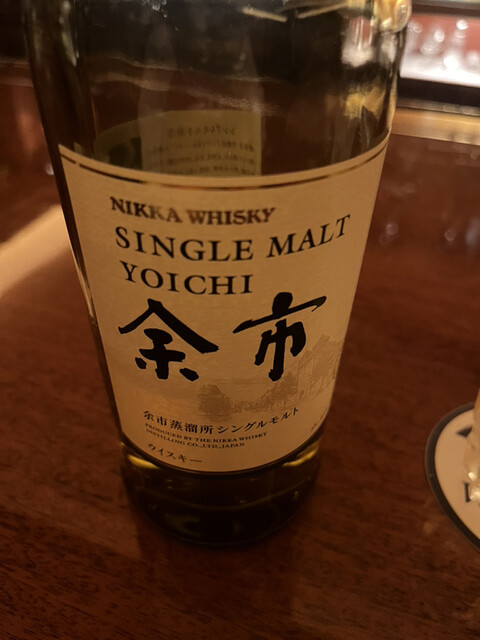 NIKKA WHISKY
SINGLE MALT
YOICHI
余市
余市蒸溜所シングルモルト
PRODUCED BY THE NIKKA WHISKY
DISTILLING CO.,LTD.,JAPAN
ウイスキー